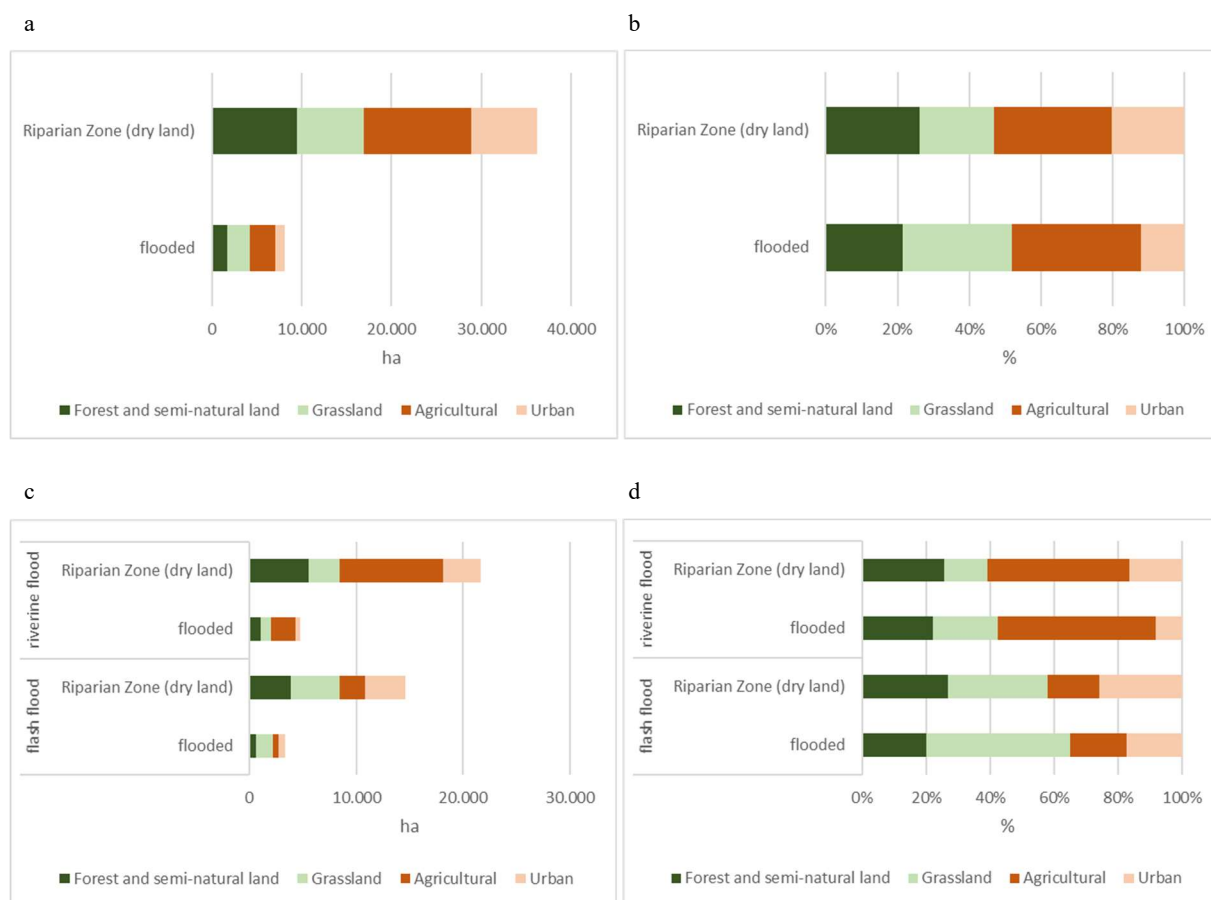 a
Riparian Zone (dry land)
flooded
0 10.000 20.000 30.000 40.000
ha
Forest and semi-natural land Grassland Agricultural Urban
b
Riparian Zone (dry land)
flooded
0% 20% 40% 60% 80% 100%
%
Forest and semi-natural land Grassland Agricultural Urban
c
riverine flood
Riparian Zone (dry land)
flooded
flash flood
Riparian Zone (dry land)
flooded
0 10.000 20.000 30.000
ha
Forest and semi-natural land Grassland Agricultural Urban
d
riverine flood
Riparian Zone (dry land)
flooded
flash flood
Riparian Zone (dry land)
flooded
0% 20% 40% 60% 80% 100%
%
Forest and semi-natural land Grassland Agricultural Urban